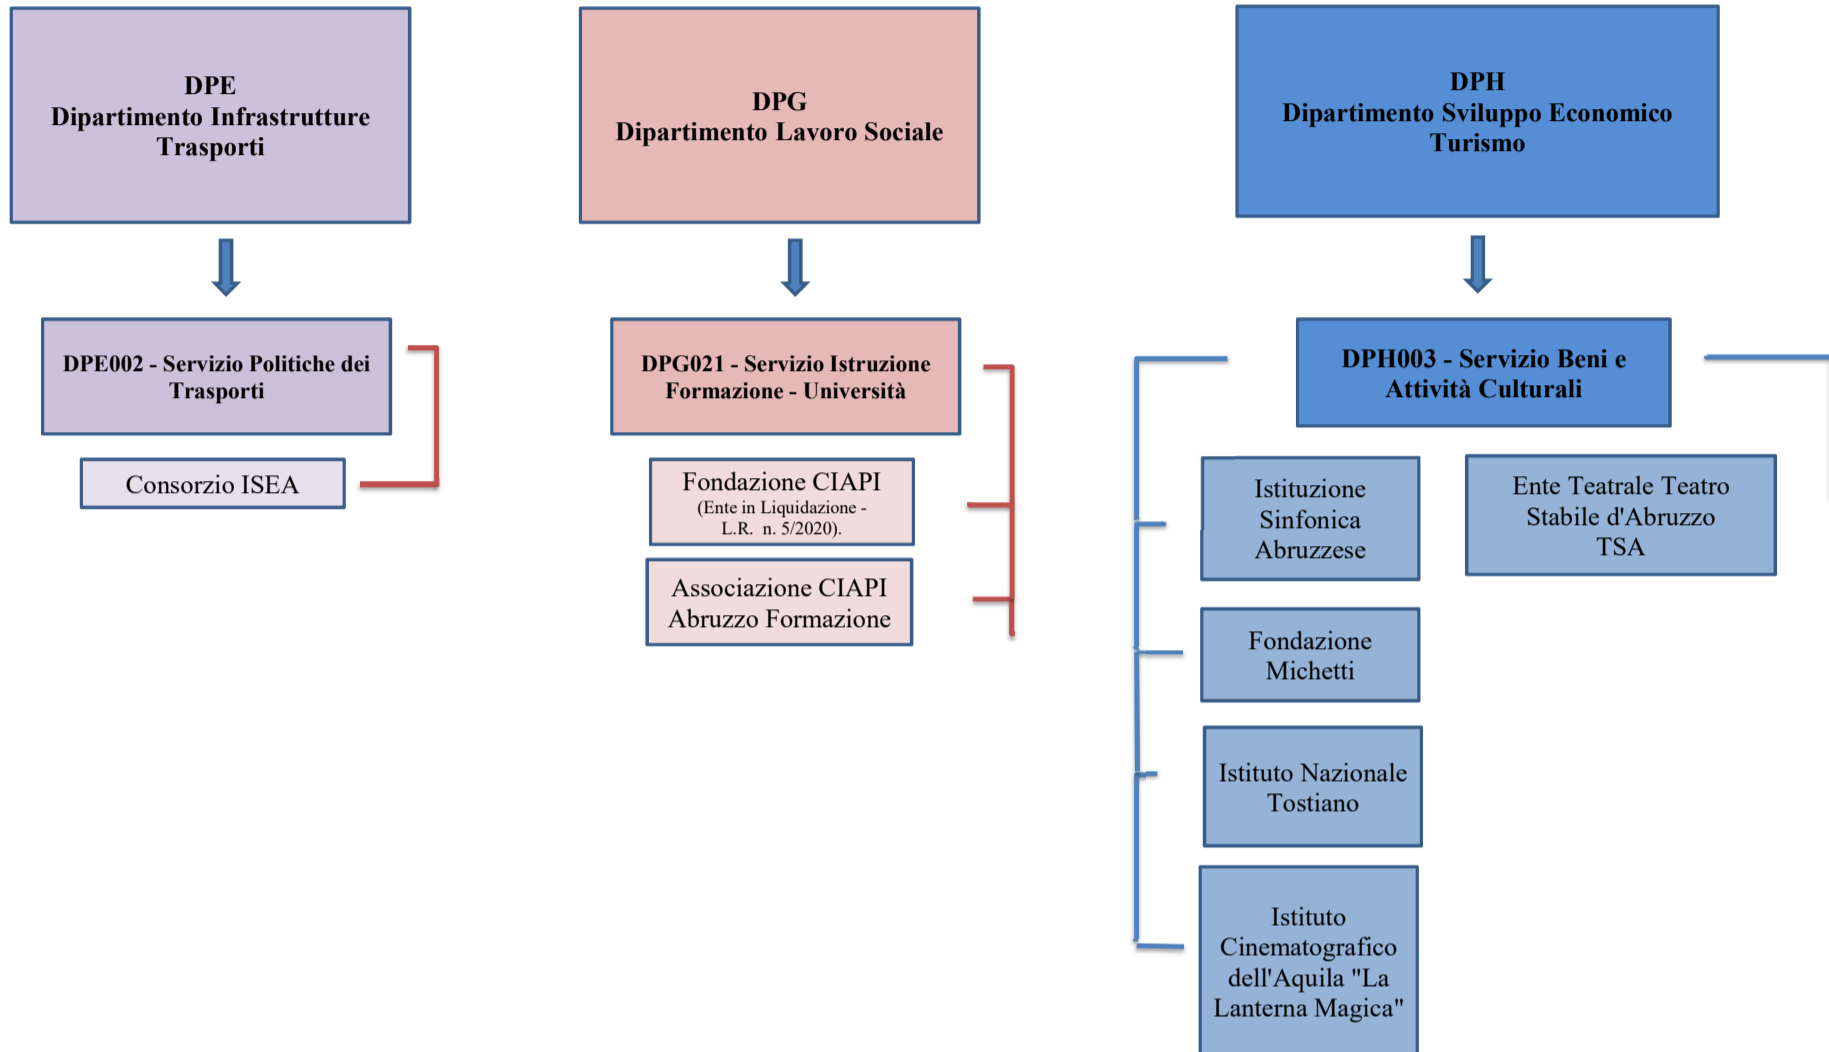 DPE
Dipartimento Infrastrutture
Trasporti
DPE002 - Servizio Politiche dei
Trasporti
Consorzio ISEA
DPG
Dipartimento Lavoro Sociale
DPG021 - Servizio Istruzione
Formazione - Università
Fondazione CIAPI
(Ente in Liquidazione -
L.R. n. 5/2020).
Associazione CIAPI
Abruzzo Formazione
DPH
Dipartimento Sviluppo Economico
Turismo
DPH003 - Servizio Beni e
Attività Culturali
Istituzione
Sinfonica
Abruzzese
Ente Teatrale Teatro
Stabile d'Abruzzo
TSA
Fondazione
Michetti
Istituto Nazionale
Tostiano
Istituto
Cinematografico
dell'Aquila "La
Lanterna Magica"